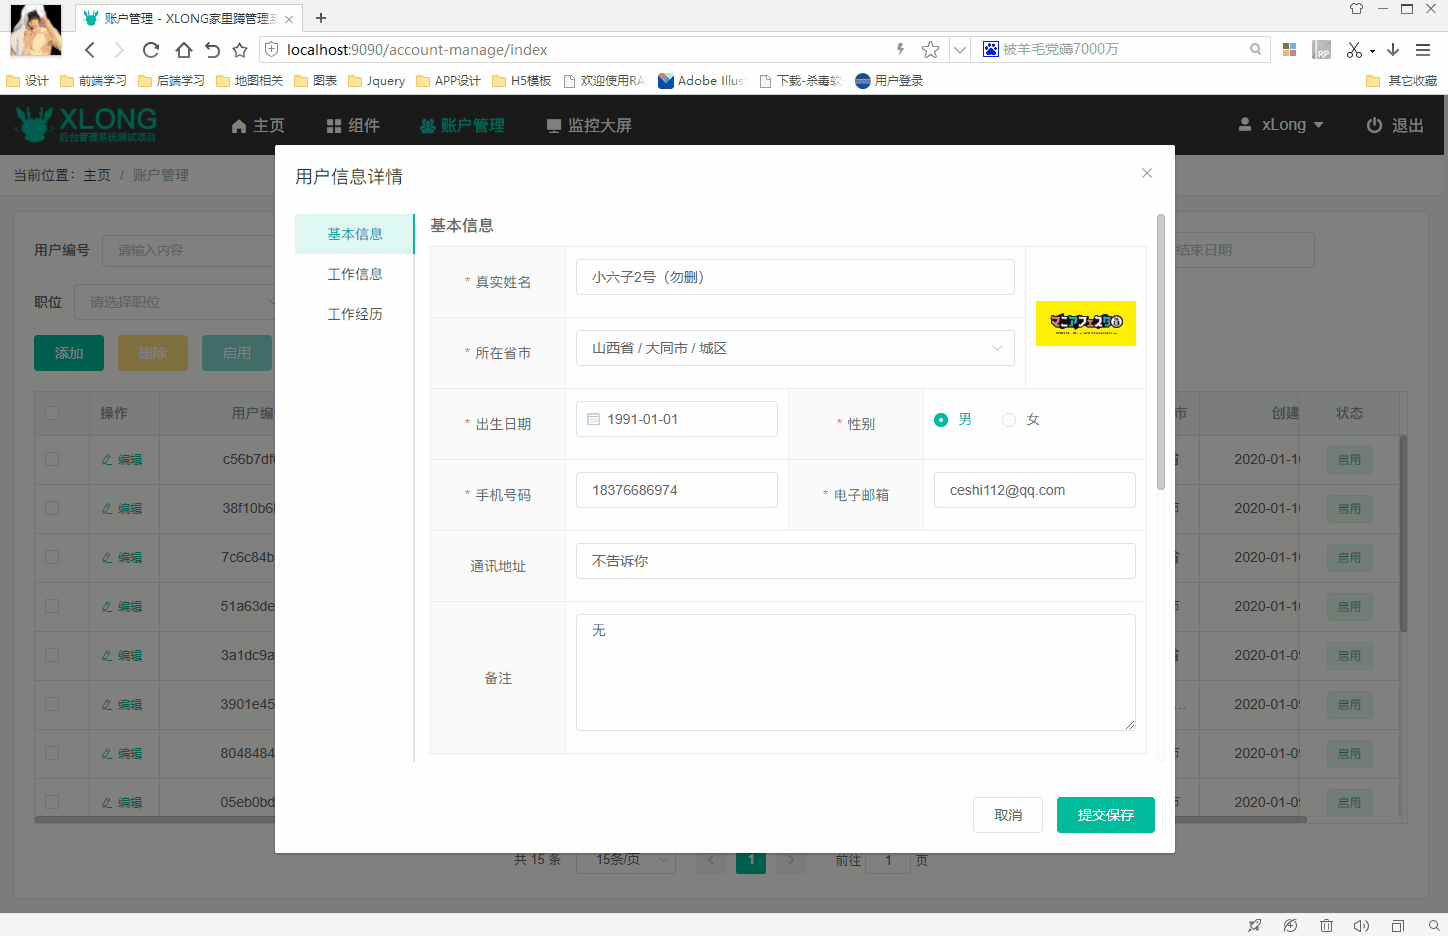 账户管理 - XLONG家里蹲管理系
localhost:9090/account-manage/index
被羊毛党薅7000万
设计 前端学习 后端学习 地图相关 图表 Jquery APP设计 H5模板 欢迎使用RA Adobe Illus 下载-杀毒软 用户登录 其它收藏
XLONG
后台管理系统测试项目
主页 组件 账户管理 监控大屏 xLong 退出
当前位置：主页 / 账户管理
用户编号 请输入内容 结束日期
职位 请选择职位
添加 删除 启用
操作 用户编 市 创建 状态
编辑 c56b7df 2020-01-10 启用
编辑 38f10b6 2020-01-10 启用
编辑 7c6c84b 2020-01-10 启用
编辑 51a63de 2020-01-10 启用
编辑 3a1dc9a 2020-01-09 启用
编辑 3901e45 ... 2020-01-09 启用
编辑 8048484 2020-01-09 启用
编辑 05eb0bd 2020-01-09 启用
共 15 条 15条/页 1 前往 1 页
用户信息详情
基本信息
工作信息
工作经历
基本信息
* 真实姓名 小六子2号（勿删）
* 所在省市 山西省 / 大同市 / 城区
* 出生日期 1991-01-01 * 性别 男 女
* 手机号码 18376686974 * 电子邮箱 ceshi112@qq.com
通讯地址 不告诉你
备注 无
取消 提交保存